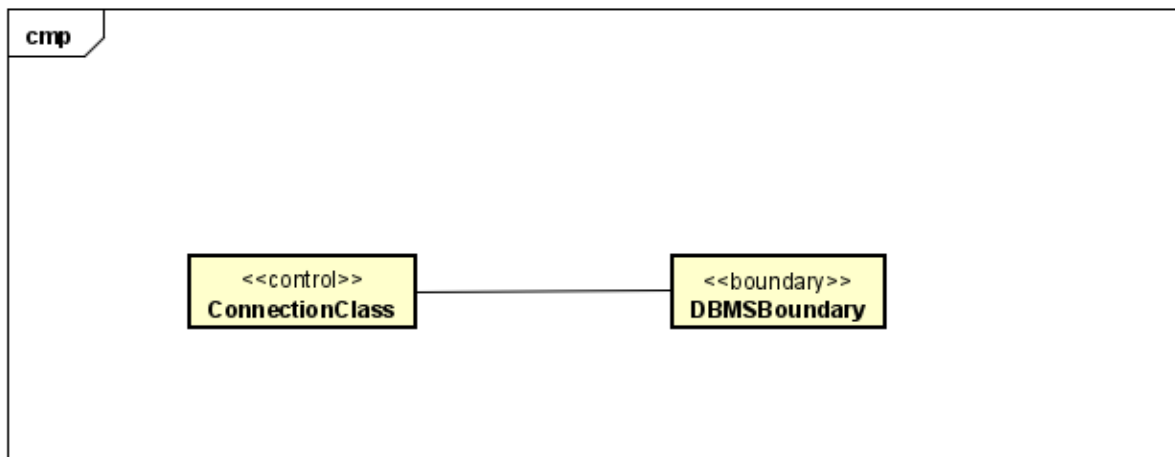 cmp
<<control>>
ConnectionClass
<<boundary>>
DBMSBoundary